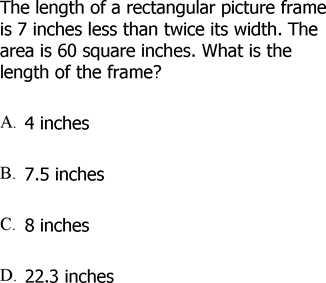 The length of a rectangular picture frame
is 7 inches less than twice its width. The
area is 60 square inches. What is the
length of the frame?
A. 4 inches
B. 7.5 inches
C. 8 inches
D. 22.3 inches